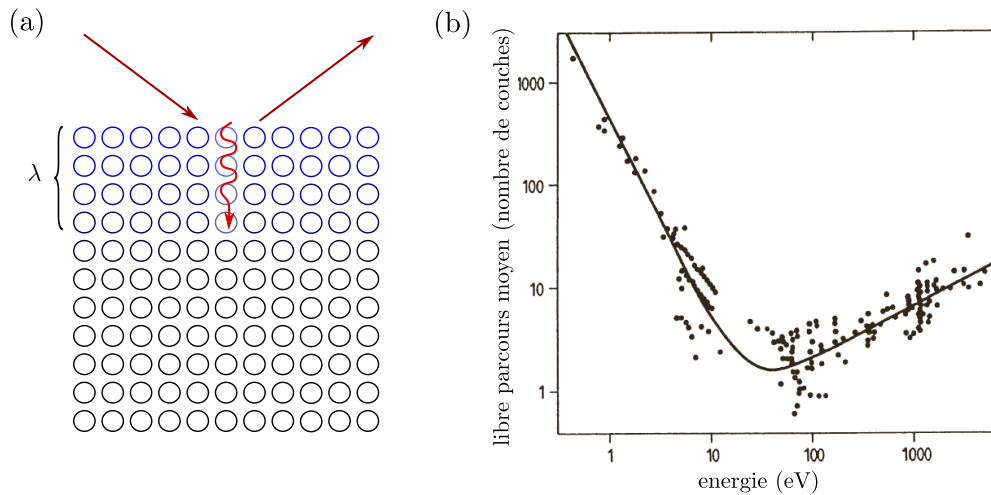 (a)
λ
(b)
libre parcours moyen (nombre de couches)
1000
100
10
1
1 10 100 1000
energie (eV)